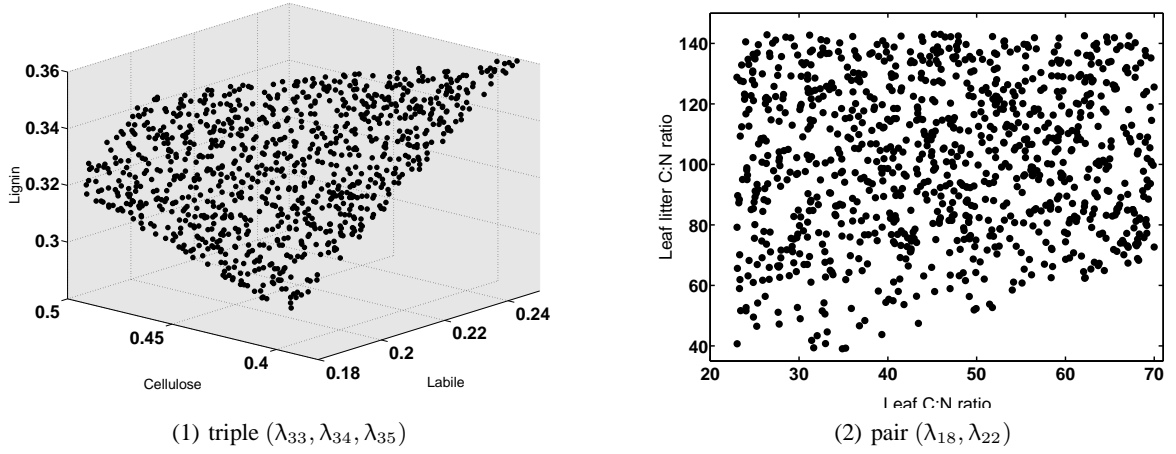 0.36
0.34
0.32
0.3
Lignin
0.5
0.45
0.4
Cellulose
0.18
0.2
0.22
0.24
Labile
(1) triple (λ33, λ34, λ35)
140
120
100
80
60
40
Leaf litter C:N ratio
20 30 40 50 60 70
Leaf C:N ratio
(2) pair (λ18, λ22)